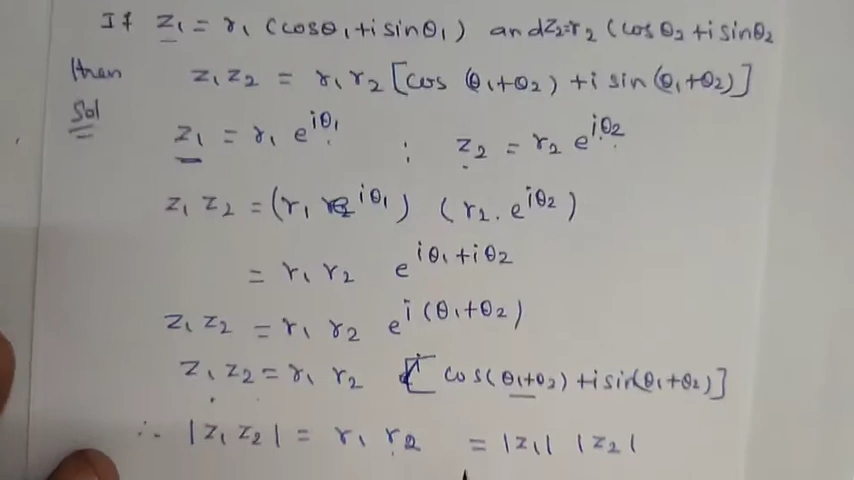 If z₁ = r₁ (cosθ₁+i sinθ₁) and z₂=r₂ (cosθ₂+i sinθ₂
then z₁z₂ = r₁r₂ [cos (θ₁+θ₂) +i sin(θ₁+θ₂)]
Sol
z₁ = r₁ e^{iθ₁} ; z₂ = r₂ e^{iθ₂}
z₁ z₂ = (r₁ e^{iθ₁}) (r₂. e^{iθ₂})
= r₁ r₂ e^{iθ₁+iθ₂}
z₁ z₂ = r₁ r₂ e^{i(θ₁+θ₂)}
z₁ z₂ = r₁ r₂ [cos(θ₁+θ₂) +i sin(θ₁+θ₂)]
∴ |z₁ z₂| = r₁ r₂ = |z₁| |z₂|